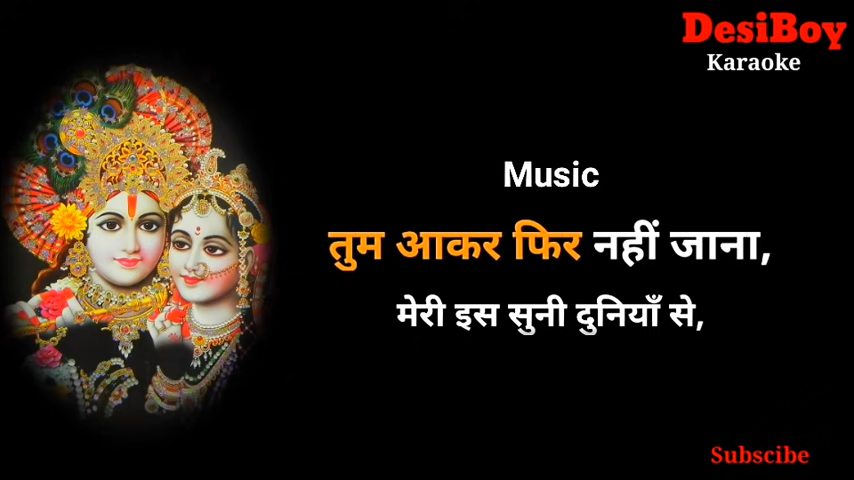 DesiBoy
Karaoke
Music
तुम आकर फिर नहीं जाना,
मेरी इस सुनी दुनियाँ से,
Subscibe